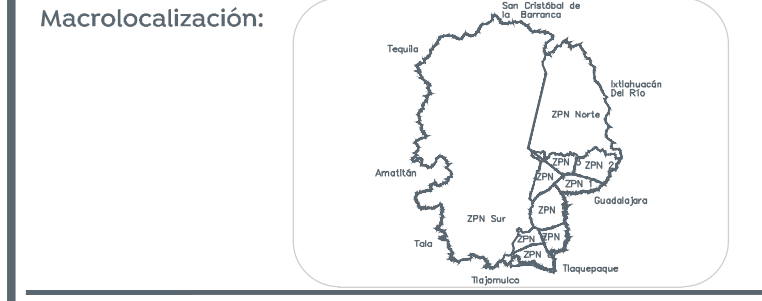 Macrolocalización:
San Cristóbal de
la Barranca
Tequila
Ixtlahuacán
Del Río
ZPN Norte
ZPN
ZPN 2
Amatitán
ZPN
ZPN 1
Guadalajara
ZPN
ZPN Sur
ZPN
ZPN
Tala
ZPN
Tlaquepaque
Tlajomulco